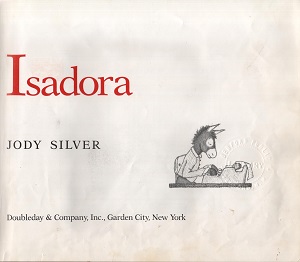 Isadora
JODY SILVER
Doubleday & Company, Inc., Garden City, New York